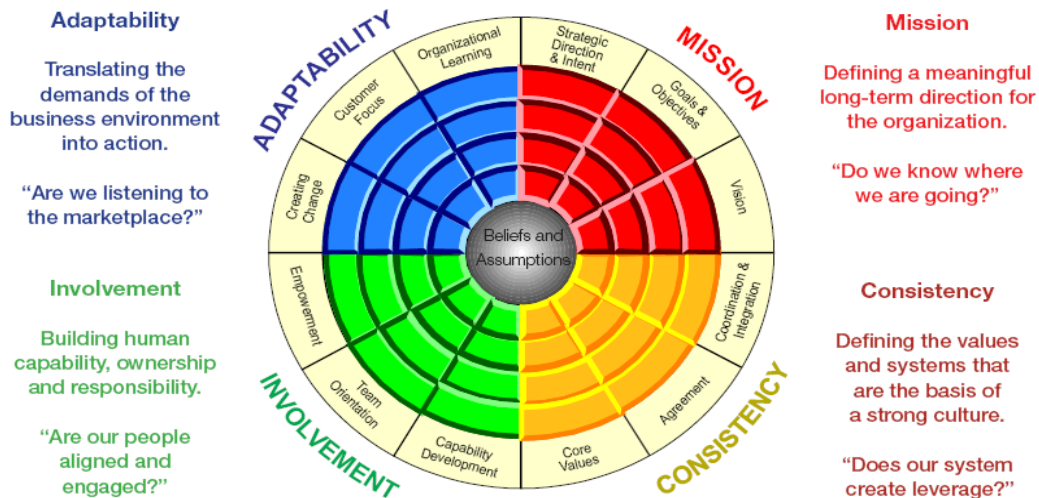 Adaptability
Translating the
demands of the
business environment
into action.
“Are we listening to
the marketplace?”
Involvement
Building human
capability, ownership
and responsibility.
“Are our people
aligned and
engaged?”
ADAPTABILITY
MISSION
INVOLVEMENT
CONSISTENCY
Organizational
Learning
Customer
Focus
Creating
Change
Strategic
Direction
& Intent
Goals &
Objectives
Vision
Beliefs and
Assumptions
Empowerment
Team
Orientation
Capability
Development
Core
Values
Agreement
Coordination &
Integration
Mission
Defining a meaningful
long-term direction for
the organization.
“Do we know where
we are going?”
Consistency
Defining the values
and systems that
are the basis of
a strong culture.
“Does our system
create leverage?”